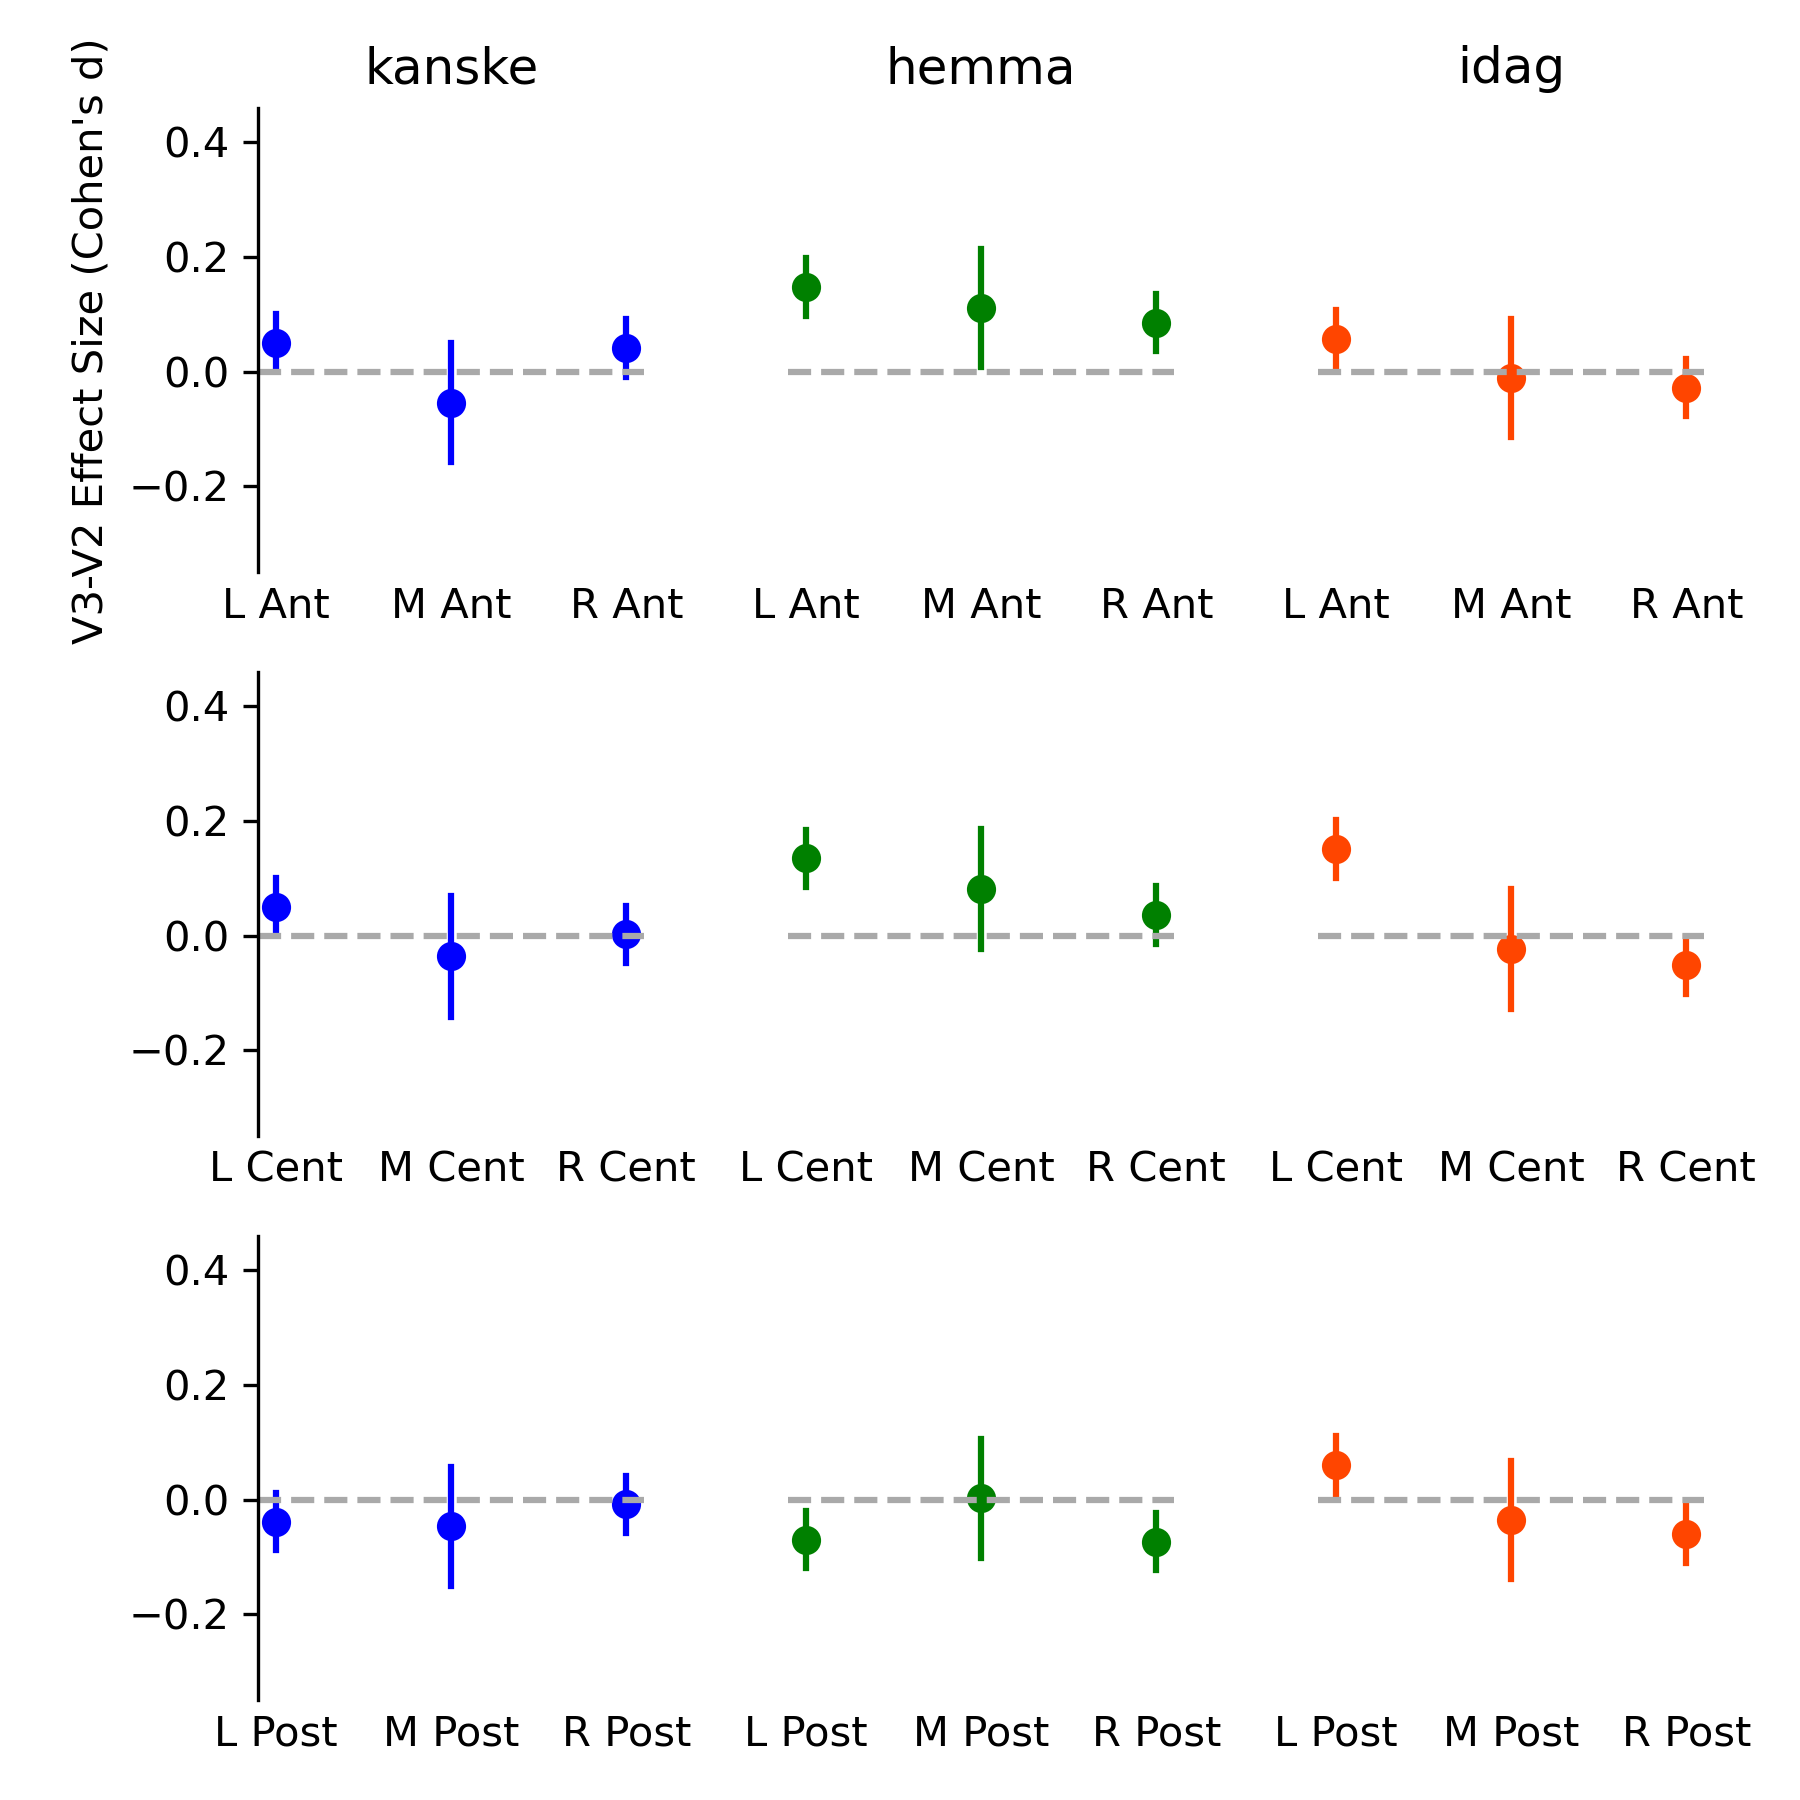 kanske hemma idag
V3-V2 Effect Size (Cohen's d)
0.4
0.2
0.0
−0.2
L Ant M Ant R Ant L Ant M Ant R Ant L Ant M Ant R Ant
0.4
0.2
0.0
−0.2
L Cent M Cent R Cent L Cent M Cent R Cent L Cent M Cent R Cent
0.4
0.2
0.0
−0.2
L Post M Post R Post L Post M Post R Post L Post M Post R Post